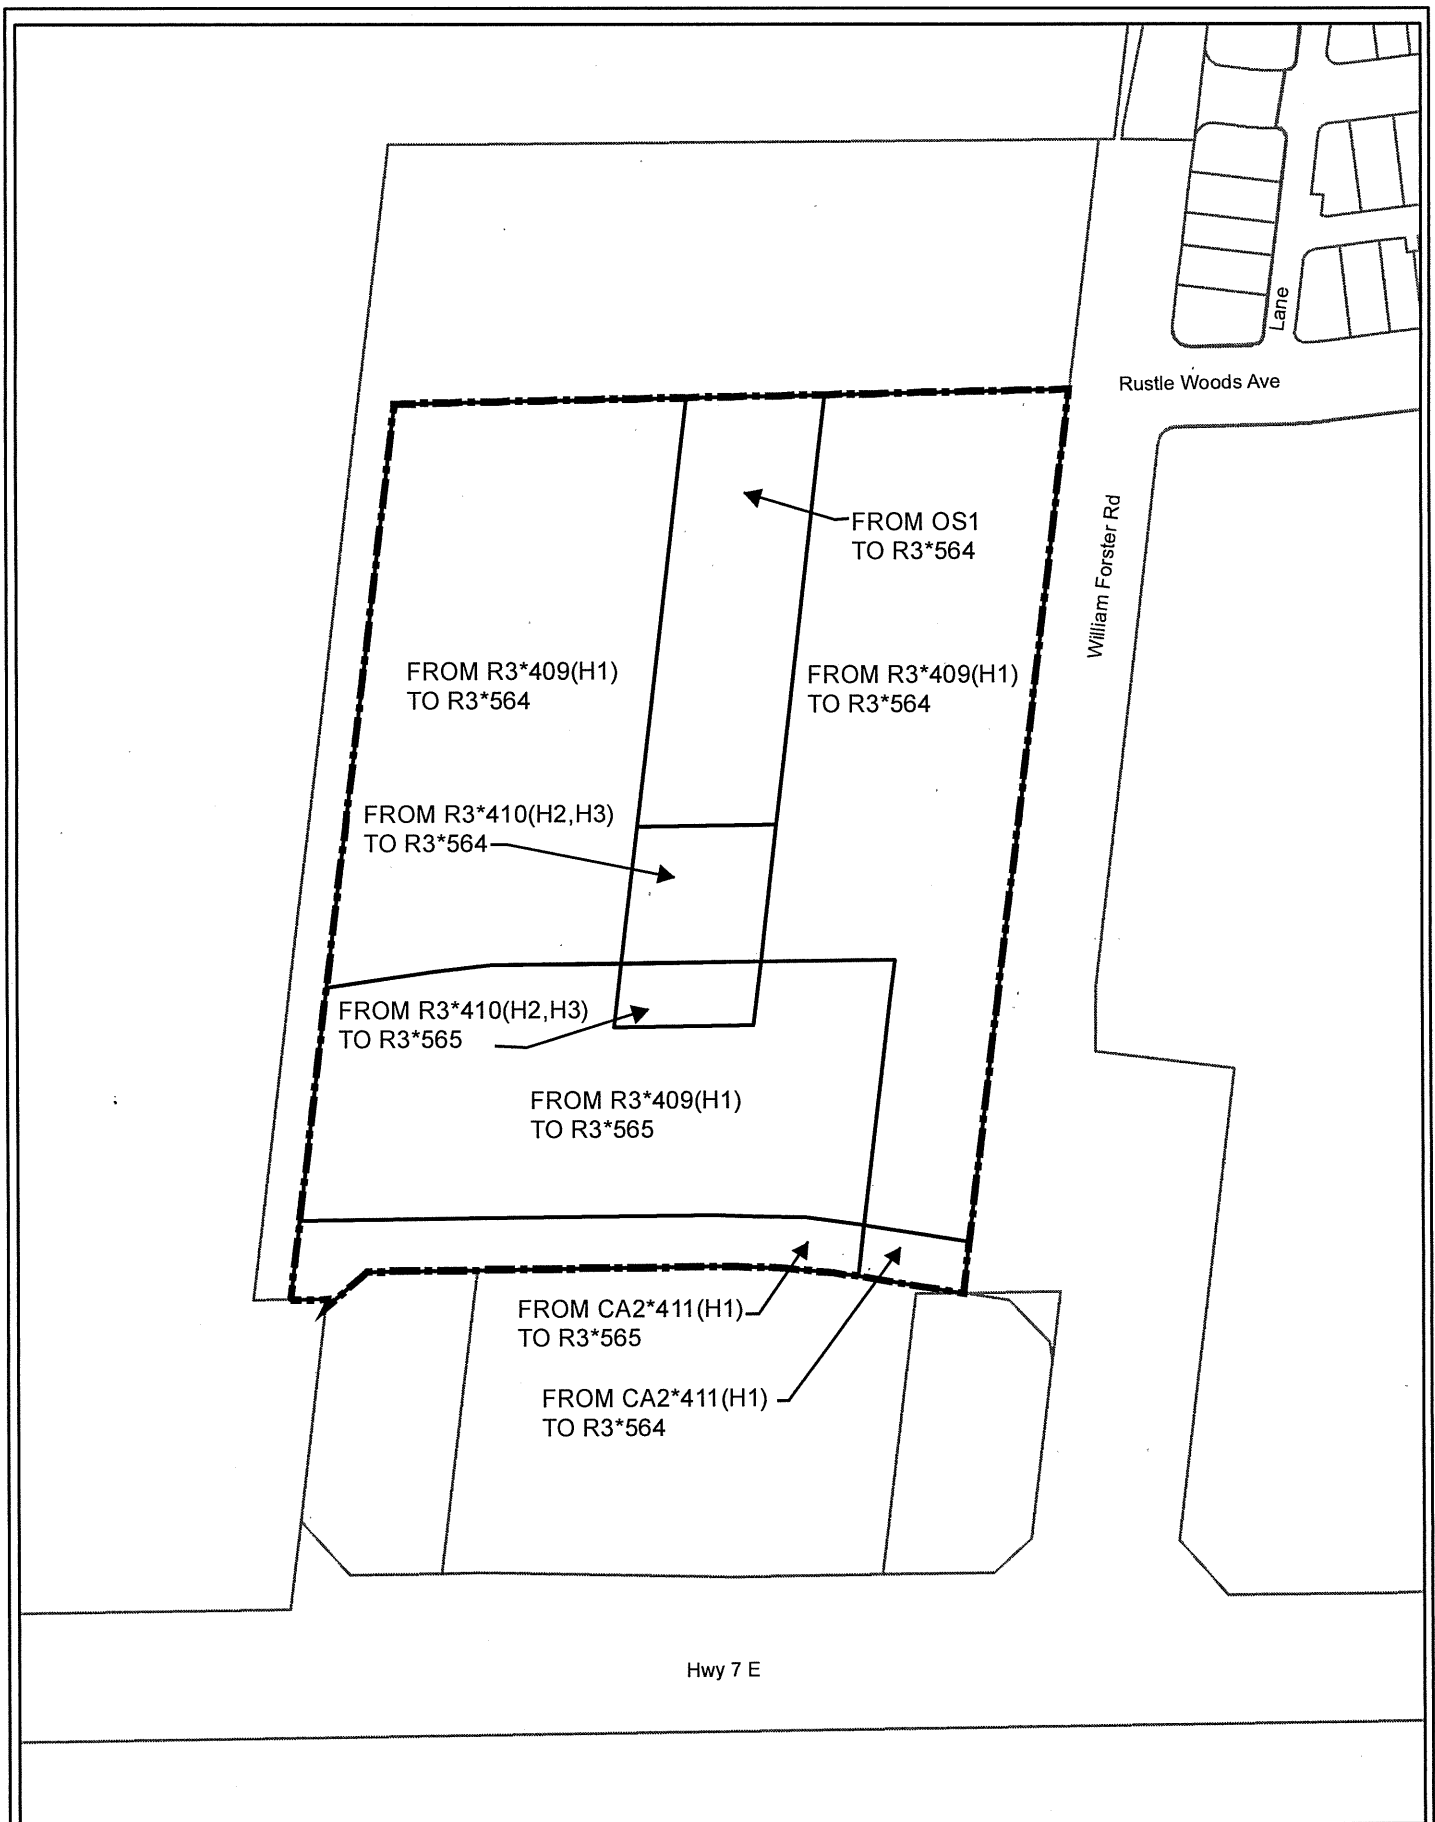 Lane
Rustle Woods Ave
FROM OS1
TO R3*564
William Forster Rd
FROM R3*409(H1)
TO R3*564
FROM R3*409(H1)
TO R3*564
FROM R3*410(H2,H3)
TO R3*564
FROM R3*410(H2,H3)
TO R3*565
FROM R3*409(H1)
TO R3*565
FROM CA2*411(H1)
TO R3*565
FROM CA2*411(H1)
TO R3*564
Hwy 7 E